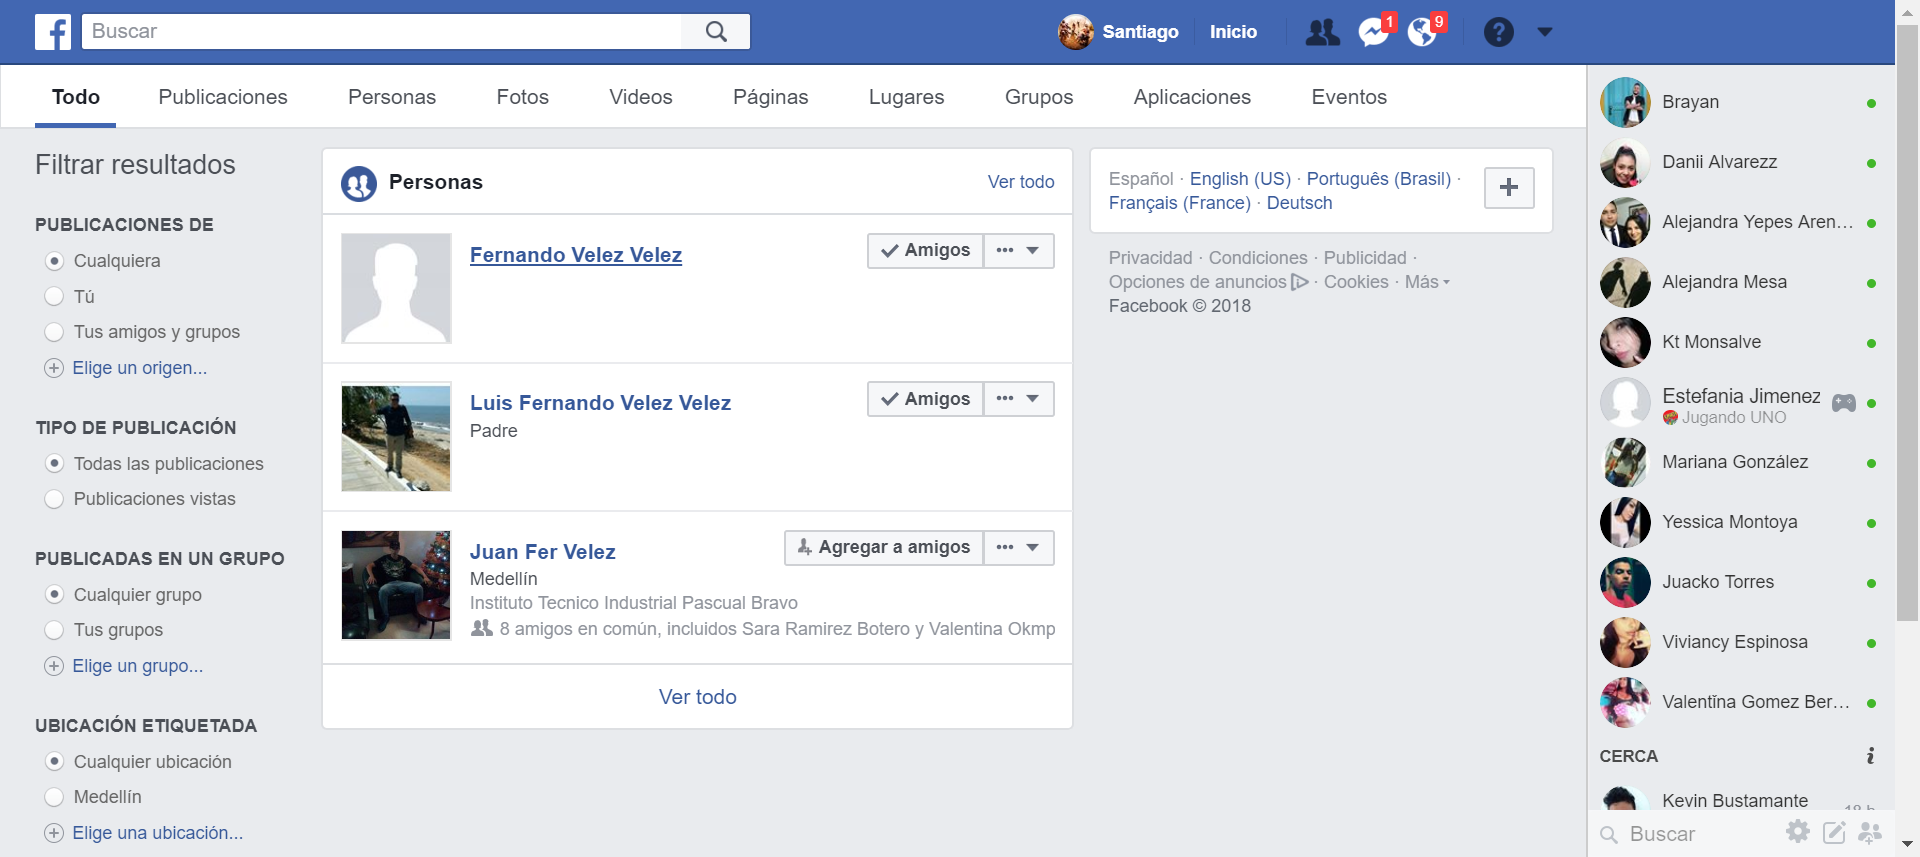 Buscar
Santiago
Inicio
1
9
Todo
Publicaciones
Personas
Fotos
Videos
Páginas
Lugares
Grupos
Aplicaciones
Eventos
Filtrar resultados
PUBLICACIONES DE
Cualquiera
Tú
Tus amigos y grupos
Elige un origen...
TIPO DE PUBLICACIÓN
Todas las publicaciones
Publicaciones vistas
PUBLICADAS EN UN GRUPO
Cualquier grupo
Tus grupos
Elige un grupo...
UBICACIÓN ETIQUETADA
Cualquier ubicación
Medellín
Elige una ubicación...
Personas
Ver todo
Fernando Velez Velez
Amigos
Luis Fernando Velez Velez
Amigos
Padre
Juan Fer Velez
Agregar a amigos
Medellín
Instituto Tecnico Industrial Pascual Bravo
8 amigos en común, incluidos Sara Ramirez Botero y Valentina Okmp
Ver todo
Español · English (US) · Português (Brasil) ·
Français (France) · Deutsch
Privacidad · Condiciones · Publicidad ·
Opciones de anuncios · Cookies · Más
Facebook © 2018
Brayan
Danii Alvarezz
Alejandra Yepes Aren...
Alejandra Mesa
Kt Monsalve
Estefania Jimenez
Jugando UNO
Mariana González
Yessica Montoya
Juacko Torres
Viviancy Espinosa
Valentĭna Gomez Ber...
CERCA
Kevin Bustamante
18 h
Buscar